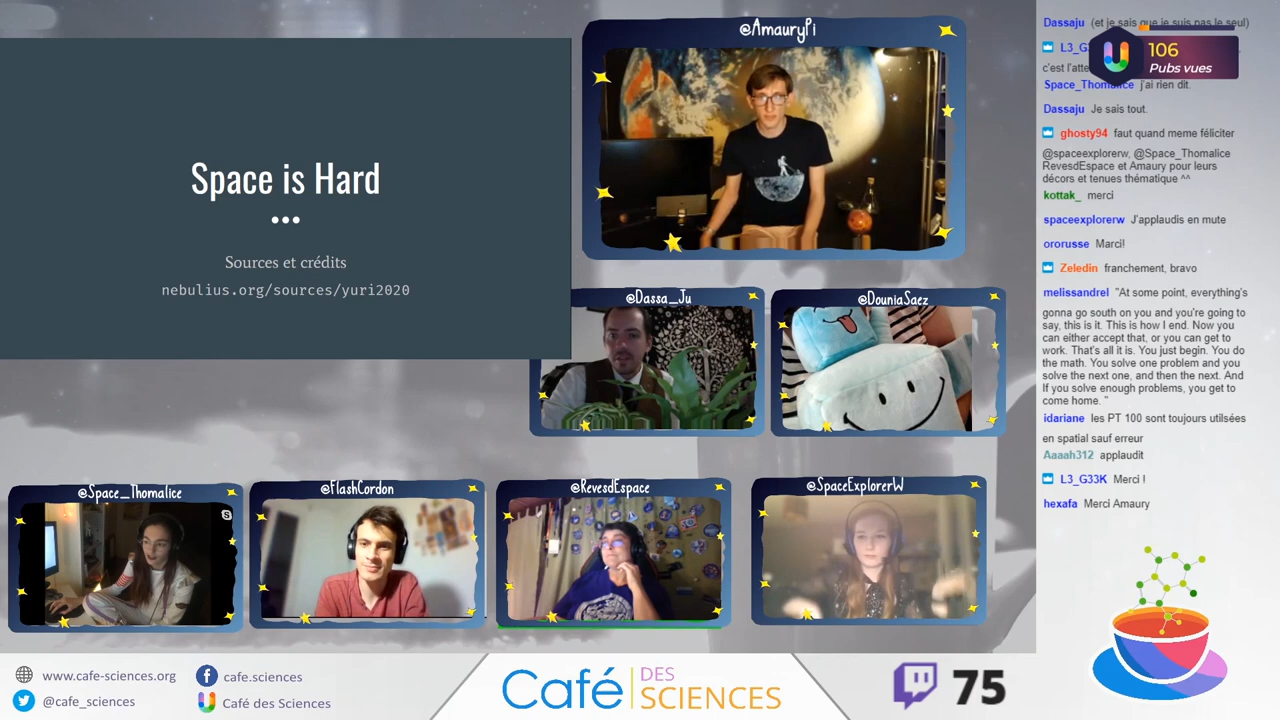 Space is Hard
•••
Sources et crédits
nebulius.org/sources/yuri2020
@AmauryPi
@Dassa_Ju
@DouniaSaez
@Space_Thomalice
@FlashCordon
@RevesdEspace
@SpaceExplorerW
Dassaju (et je sais que je suis pas le seul)
106
Pubs vues
c'est l'atte
Space_Thomalice j'ai rien dit.
Dassaju Je sais tout.
ghosty94 faut quand meme féliciter
@spaceexplorerw, @Space_Thomalice
RevesdEspace et Amaury pour leurs
décors et tenues thématique ^^
kottak_ merci
spaceexplorerw J'applaudis en mute
ororusse Marci!
Zeledin franchement, bravo
melissandrel "At some point, everything's
gonna go south on you and you're going to
say, this is it. This is how I end. Now you
can either accept that, or you can get to
work. That's all it is. You just begin. You do
the math. You solve one problem and you
solve the next one, and then the next. And
If you solve enough problems, you get to
come home. "
idariane les PT 100 sont toujours utilsées
en spatial sauf erreur
Aaaah312 applaudit
L3_G33K Merci !
hexafa Merci Amaury
www.cafe-sciences.org
cafe.sciences
@cafe_sciences
Café des Sciences
Café DES
SCIENCES
75